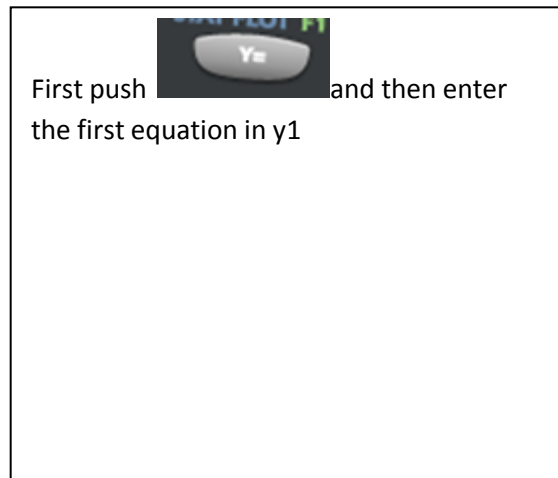 STAT PLOT F1
Y=
First push and then enter
the first equation in y1